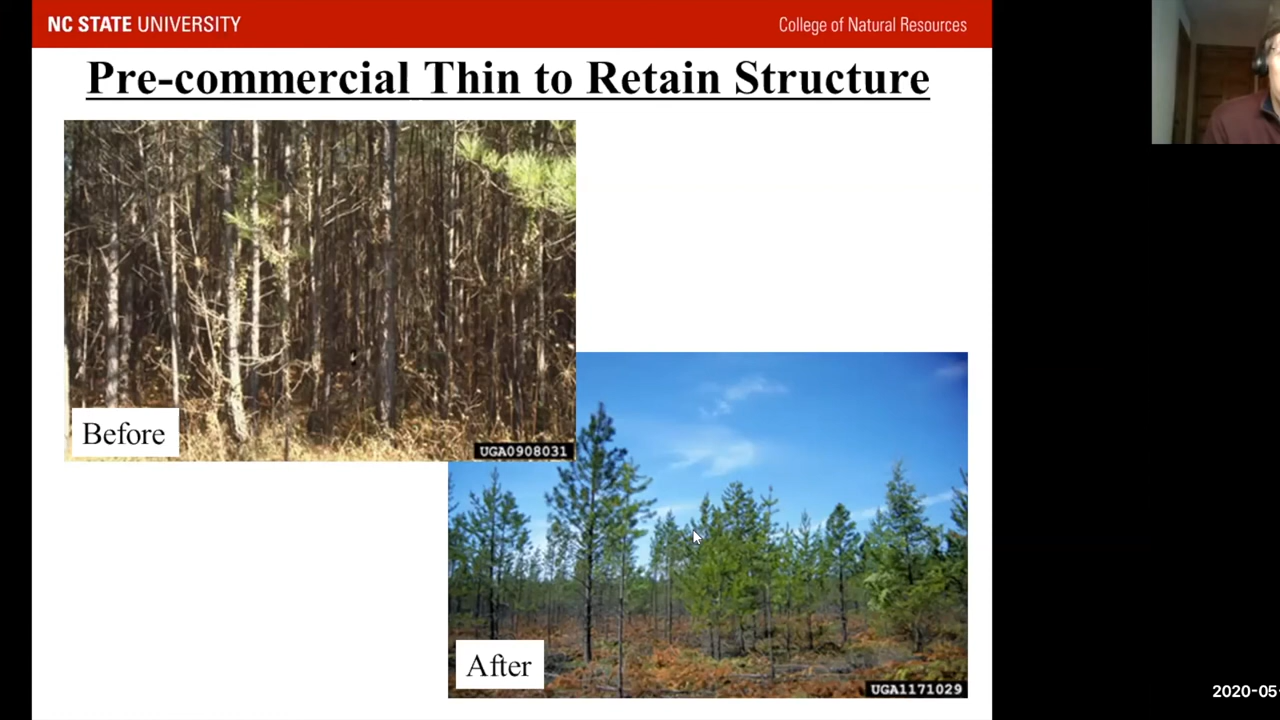 NC STATE UNIVERSITY
College of Natural Resources
Pre-commercial Thin to Retain Structure
Before
UGA0908031
After
UGA1171029
2020-05-